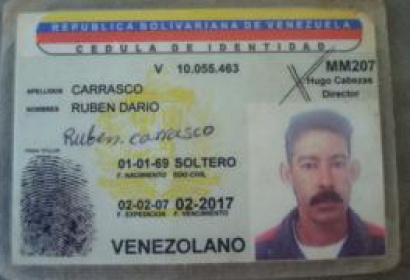 REPUBLICA BOLIVARIANA DE VENEZUELA
CEDULA DE IDENTIDAD
V 10.055.463
MM207
Hugo Cabezas
Director
APELLIDOS CARRASCO
NOMBRES RUBEN DARIO
Ruben carrasco
FIRMA TITULAR
01-01-69 SOLTERO
F. NACIMIENTO EDO CIVIL
02-02-07 02-2017
F. EXPEDICION F. VENCIMIENTO
VENEZOLANO